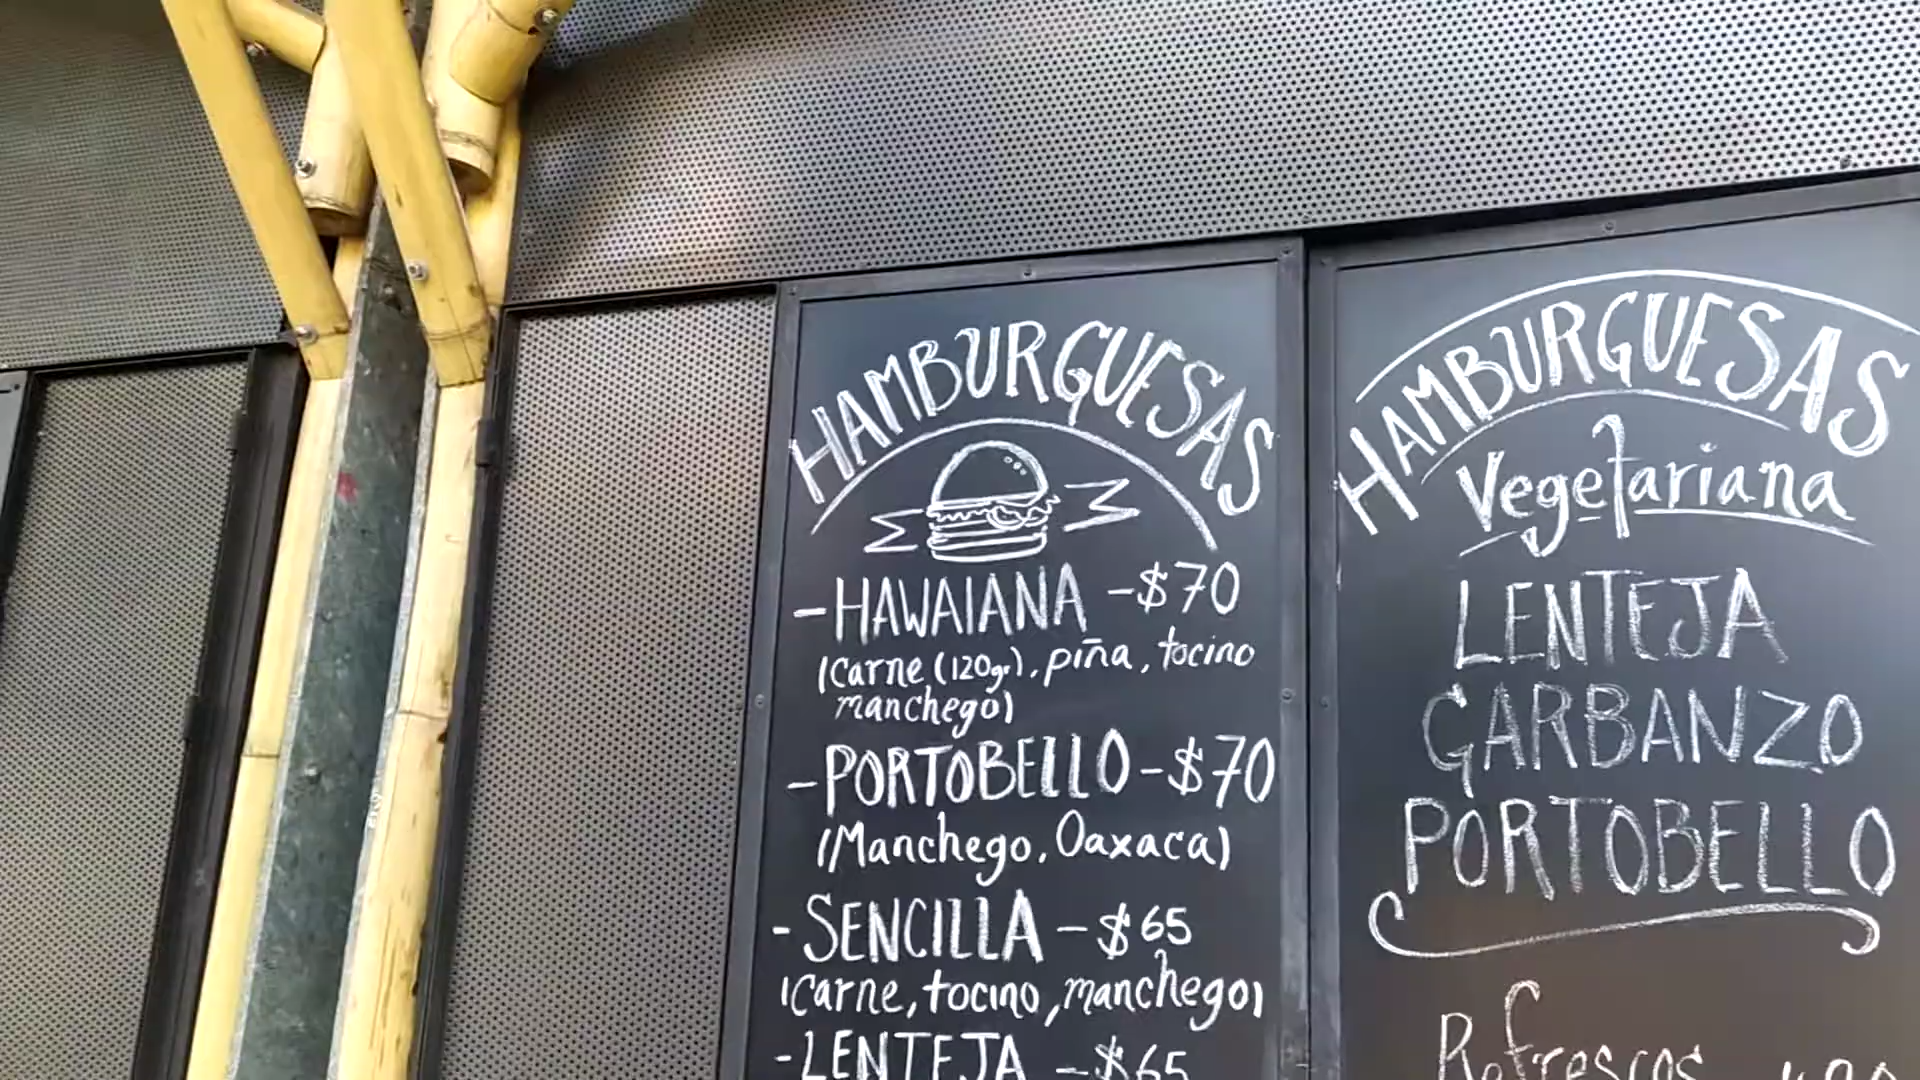 HAMBURGUESAS
-HAWAIANA -$70
(Carne (120gr), piña, tocino
manchego)
-PORTOBELLO-$70
(Manchego, Oaxaca)
-SENCILLA -$65
(Carne, tocino, manchego)
-LENTEJA -$65
HAMBURGUESAS
Vegetariana
LENTEJA
GARBANZO
PORTOBELLO
Refrescos